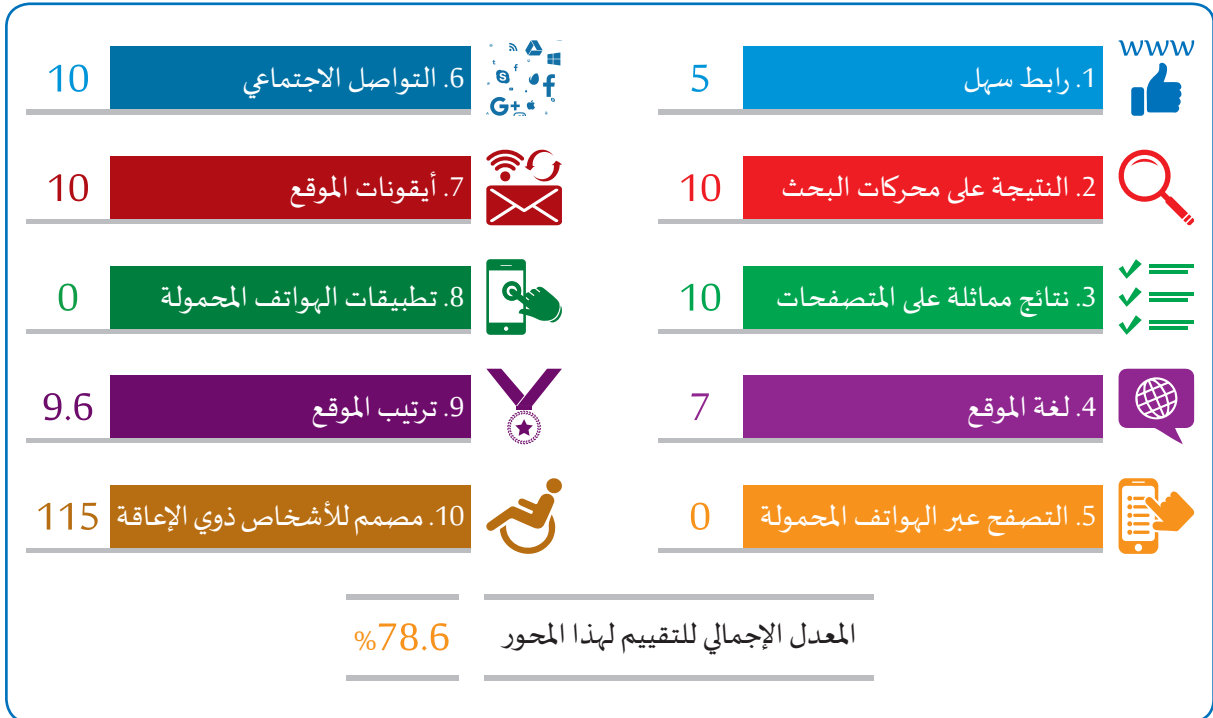 www
1. رابط سهل
5
2. النتيجة على محركات البحث
10
3. نتائج مماثلة على المتصفحات
10
4. لغة الموقع
7
5. التصفح عبر الهواتف المحمولة
0
6. التواصل الاجتماعي
10
7. أيقونات الموقع
10
8. تطبيقات الهواتف المحمولة
0
9. ترتيب الموقع
9.6
10. مصمم للأشخاص ذوي الإعاقة
115
المعدل الإجمالي للتقييم لهذا المحور
%78.6